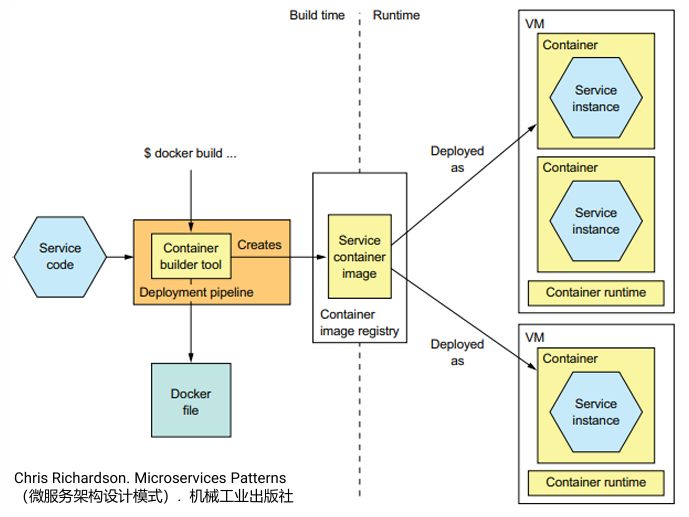 Build time
Runtime
VM
Container
Service
instance
$ docker build ...
Deployed
as
Container
Service
instance
Service
code
Container
builder tool
Creates
Deployment pipeline
Service
container
image
Container
image registry
Container runtime
Deployed
as
VM
Container
Service
instance
Container runtime
Docker
file
Chris Richardson. Microservices Patterns
（微服务架构设计模式）. 机械工业出版社